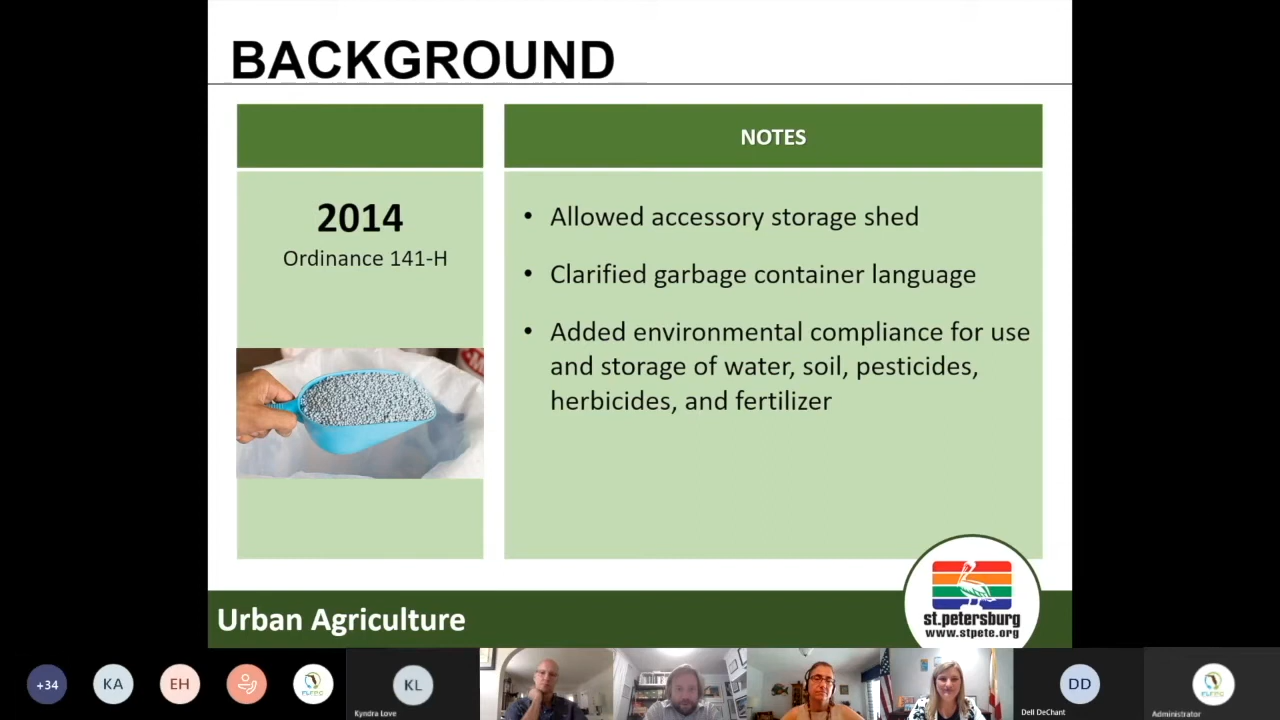 BACKGROUND
NOTES
2014
Ordinance 141-H
• Allowed accessory storage shed
• Clarified garbage container language
• Added environmental compliance for use
and storage of water, soil, pesticides,
herbicides, and fertilizer
Urban Agriculture
st.petersburg
www.stpete.org
+34
KA
EH
FLFPC
KL
Kyndra Love
DD
Dell DeChant
FLFPC
Administrator